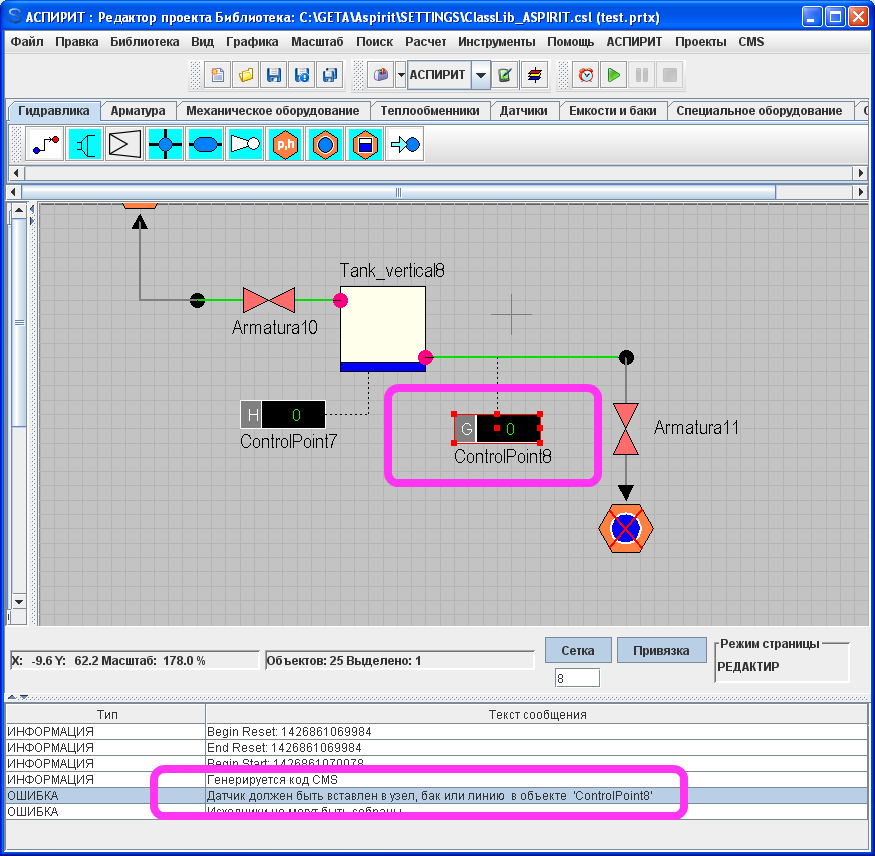 АСПИРИТ : Редактор проекта Библиотека: C:\GETA\Aspirit\SETTINGS\ClassLib_ASPIRIT.csl (test.prtx)
Файл Правка Библиотека Вид Графика Масштаб Поиск Расчет Инструменты Помощь АСПИРИТ Проекты CMS
АСПИРИТ
Гидравлика Арматура Механическое оборудование Теплообменники Датчики Емкости и баки Специальное оборудование
p,h
Tank_vertical8
Armatura10
H 0
ControlPoint7
G 0
ControlPoint8
Armatura11
X: -9.6 Y: 62.2 Масштаб: 178.0 %
Объектов: 25 Выделено: 1
Сетка
Привязка
8
Режим страницы
РЕДАКТИР
Тип Текст сообщения
ИНФОРМАЦИЯ Begin Reset: 1426861069984
ИНФОРМАЦИЯ End Reset: 1426861069984
ИНФОРМАЦИЯ Begin Start: 1426861070078
ИНФОРМАЦИЯ Генерируется код CMS
ОШИБКА Датчик должен быть вставлен в узел, бак или линию в объекте 'ControlPoint8'
ОШИБКА Исходники не могут быть собраны